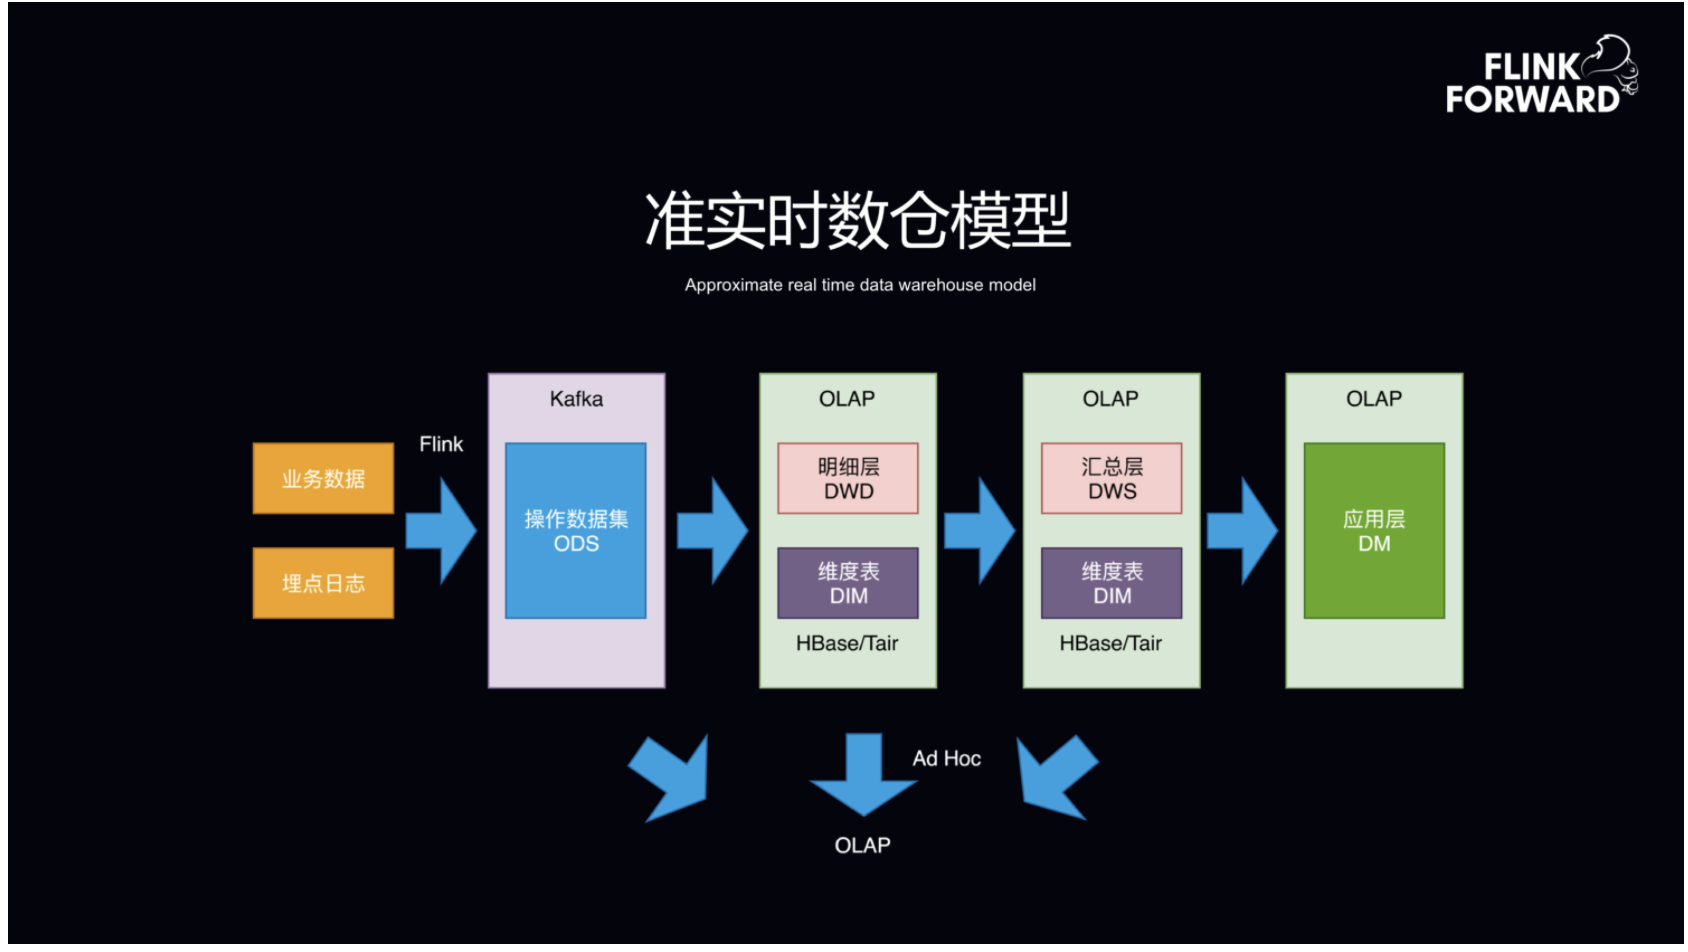 FLINK
FORWARD
准实时数仓模型
Approximate real time data warehouse model
业务数据
埋点日志
Flink
Kafka
操作数据集
ODS
OLAP
明细层
DWD
维度表
DIM
HBase/Tair
OLAP
汇总层
DWS
维度表
DIM
HBase/Tair
OLAP
应用层
DM
Ad Hoc
OLAP